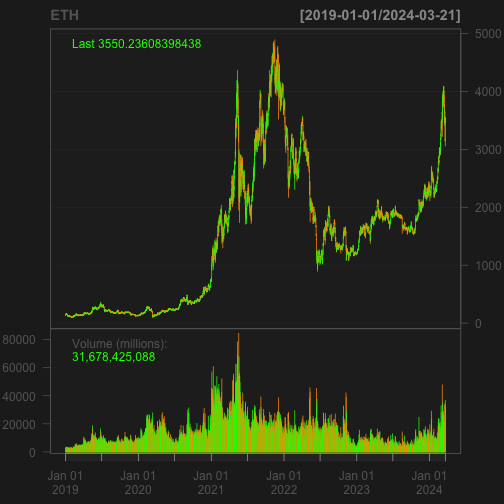 ETH [2019-01-01/2024-03-21]
Last 3550.23608398438
5000
4000
3000
2000
1000
0
Volume (millions):
31,678,425,088
80000
60000
40000
20000
0
Jan 01 Jan 01 Jan 01 Jan 01 Jan 01 Jan 01
2019 2020 2021 2022 2023 2024